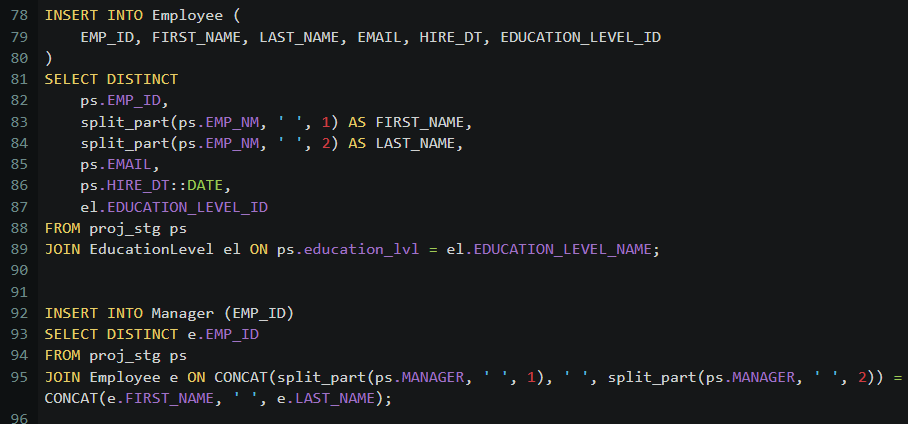 78 INSERT INTO Employee (
79     EMP_ID, FIRST_NAME, LAST_NAME, EMAIL, HIRE_DT, EDUCATION_LEVEL_ID
80 )
81 SELECT DISTINCT
82     ps.EMP_ID,
83     split_part(ps.EMP_NM, ' ', 1) AS FIRST_NAME,
84     split_part(ps.EMP_NM, ' ', 2) AS LAST_NAME,
85     ps.EMAIL,
86     ps.HIRE_DT::DATE,
87     el.EDUCATION_LEVEL_ID
88 FROM proj_stg ps
89 JOIN EducationLevel el ON ps.education_lvl = el.EDUCATION_LEVEL_NAME;
90
91
92 INSERT INTO Manager (EMP_ID)
93 SELECT DISTINCT e.EMP_ID
94 FROM proj_stg ps
95 JOIN Employee e ON CONCAT(split_part(ps.MANAGER, ' ', 1), ' ', split_part(ps.MANAGER, ' ', 2)) =
CONCAT(e.FIRST_NAME, ' ', e.LAST_NAME);
96